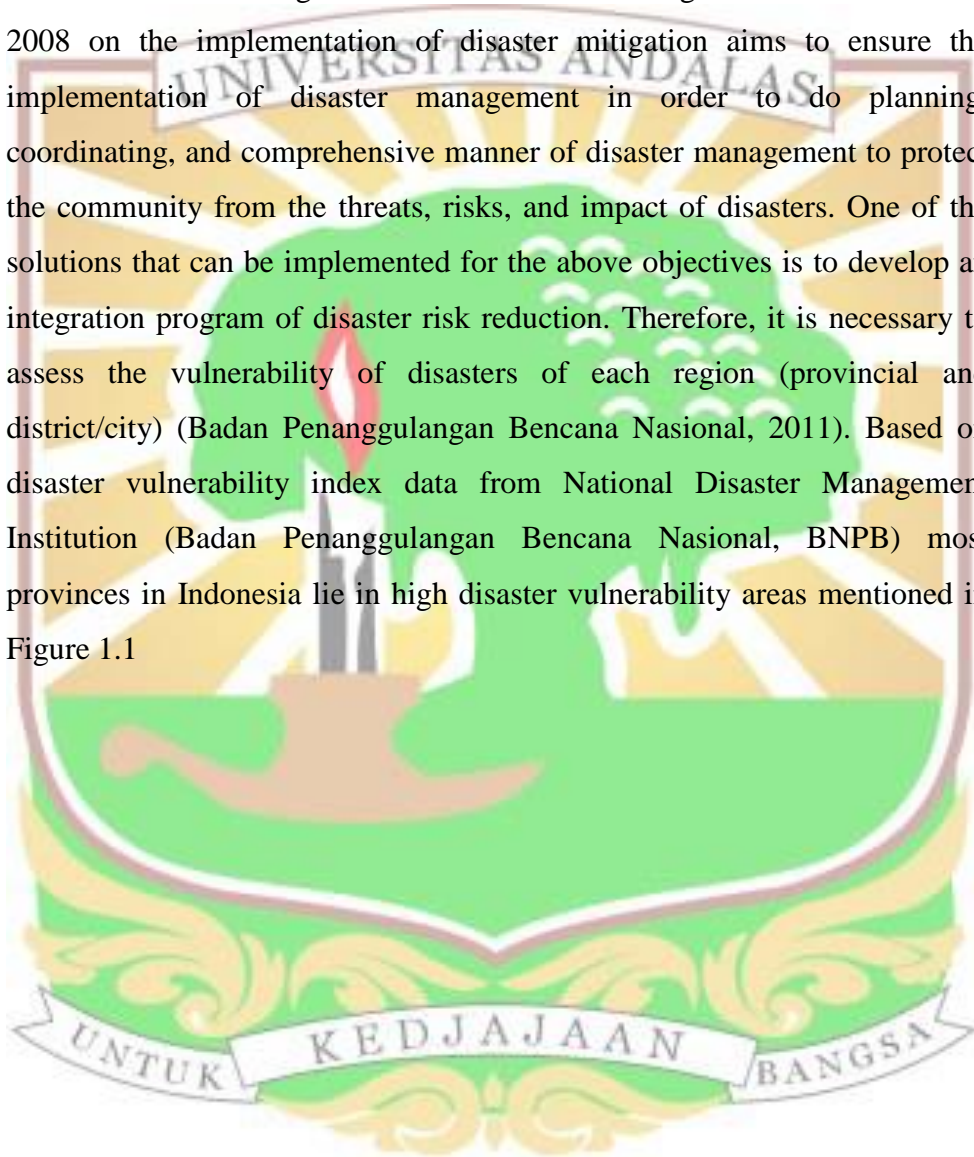 2008 on the implementation of disaster mitigation aims to ensure th
UNIVERSITAS ANDALAS
implementation of disaster management in order to do planning
coordinating, and comprehensive manner of disaster management to protec
the community from the threats, risks, and impact of disasters. One of th
solutions that can be implemented for the above objectives is to develop a
integration program of disaster risk reduction. Therefore, it is necessary t
assess the vulnerability of disasters of each region (provincial an
district/city) (Badan Penanggulangan Bencana Nasional, 2011). Based o
disaster vulnerability index data from National Disaster Managemen
Institution (Badan Penanggulangan Bencana Nasional, BNPB) mos
provinces in Indonesia lie in high disaster vulnerability areas mentioned i
Figure 1.1
UNTUK KEDJAJAAN BANGSA